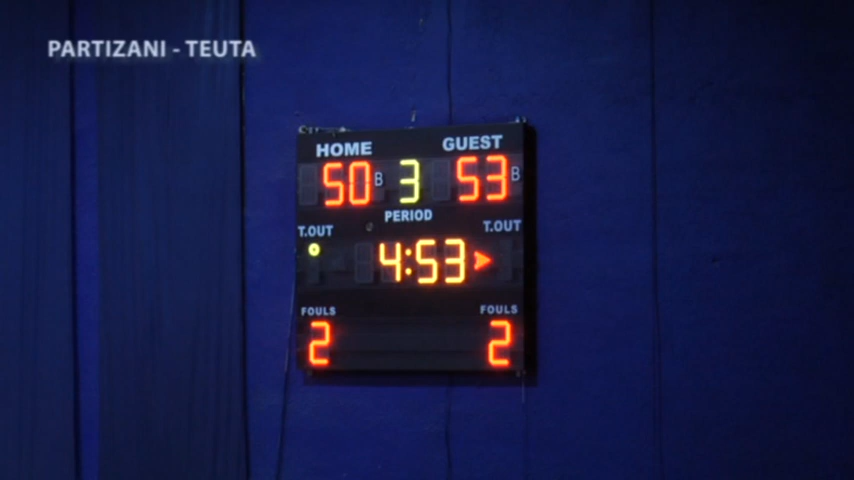 PARTIZANI - TEUTA
HOME GUEST
50 B 3 53 B
PERIOD
T.OUT T.OUT
4:53
FOULS FOULS
2 2